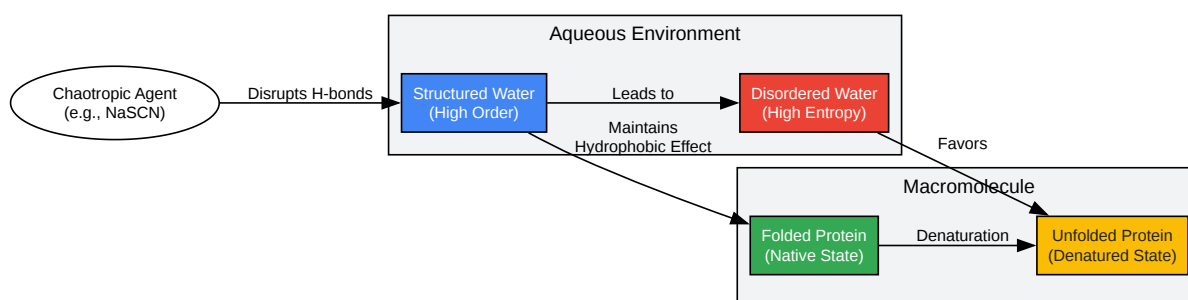 Aqueous Environment
Chaotropic Agent
(e.g., NaSCN)
Disrupts H-bonds
Structured Water
(High Order)
Leads to
Disordered Water
(High Entropy)
Maintains
Hydrophobic Effect
Favors
Macromolecule
Folded Protein
(Native State)
Denaturation
Unfolded Protein
(Denatured State)